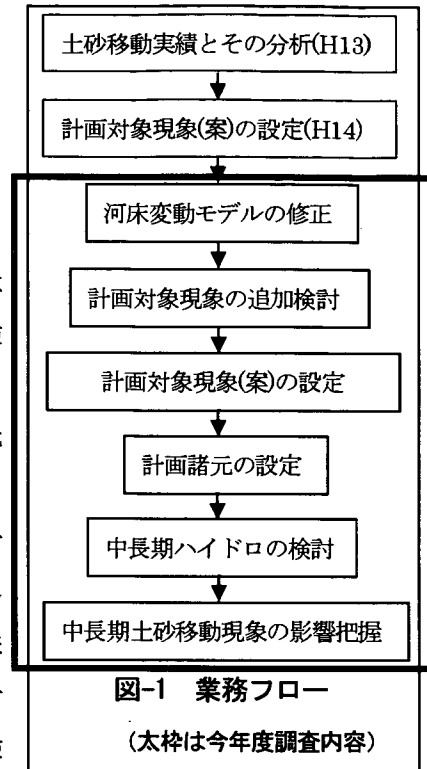 土砂移動実績とその分析(H13)
計画対象現象(案)の設定(H14)
河床変動モデルの修正
計画対象現象の追加検討
計画対象現象(案)の設定
計画諸元の設定
中長期ハイドロの検討
中長期土砂移動現象の影響把握
図-1 業務フロー
(太枠は今年度調査内容)